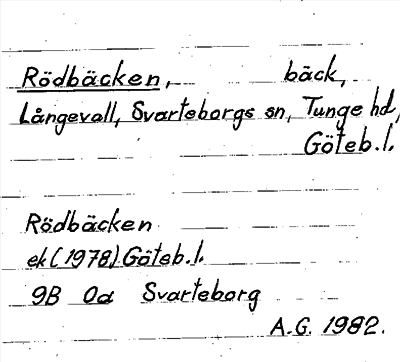 Rödbäcken, bäck,
Långevall, Svarteborgs sn, Tunge hd,
Göteb.l.
Rödbäcken
ek (1978) Göteb.l.
9B 0d Svarteborg
A.G. 1982.